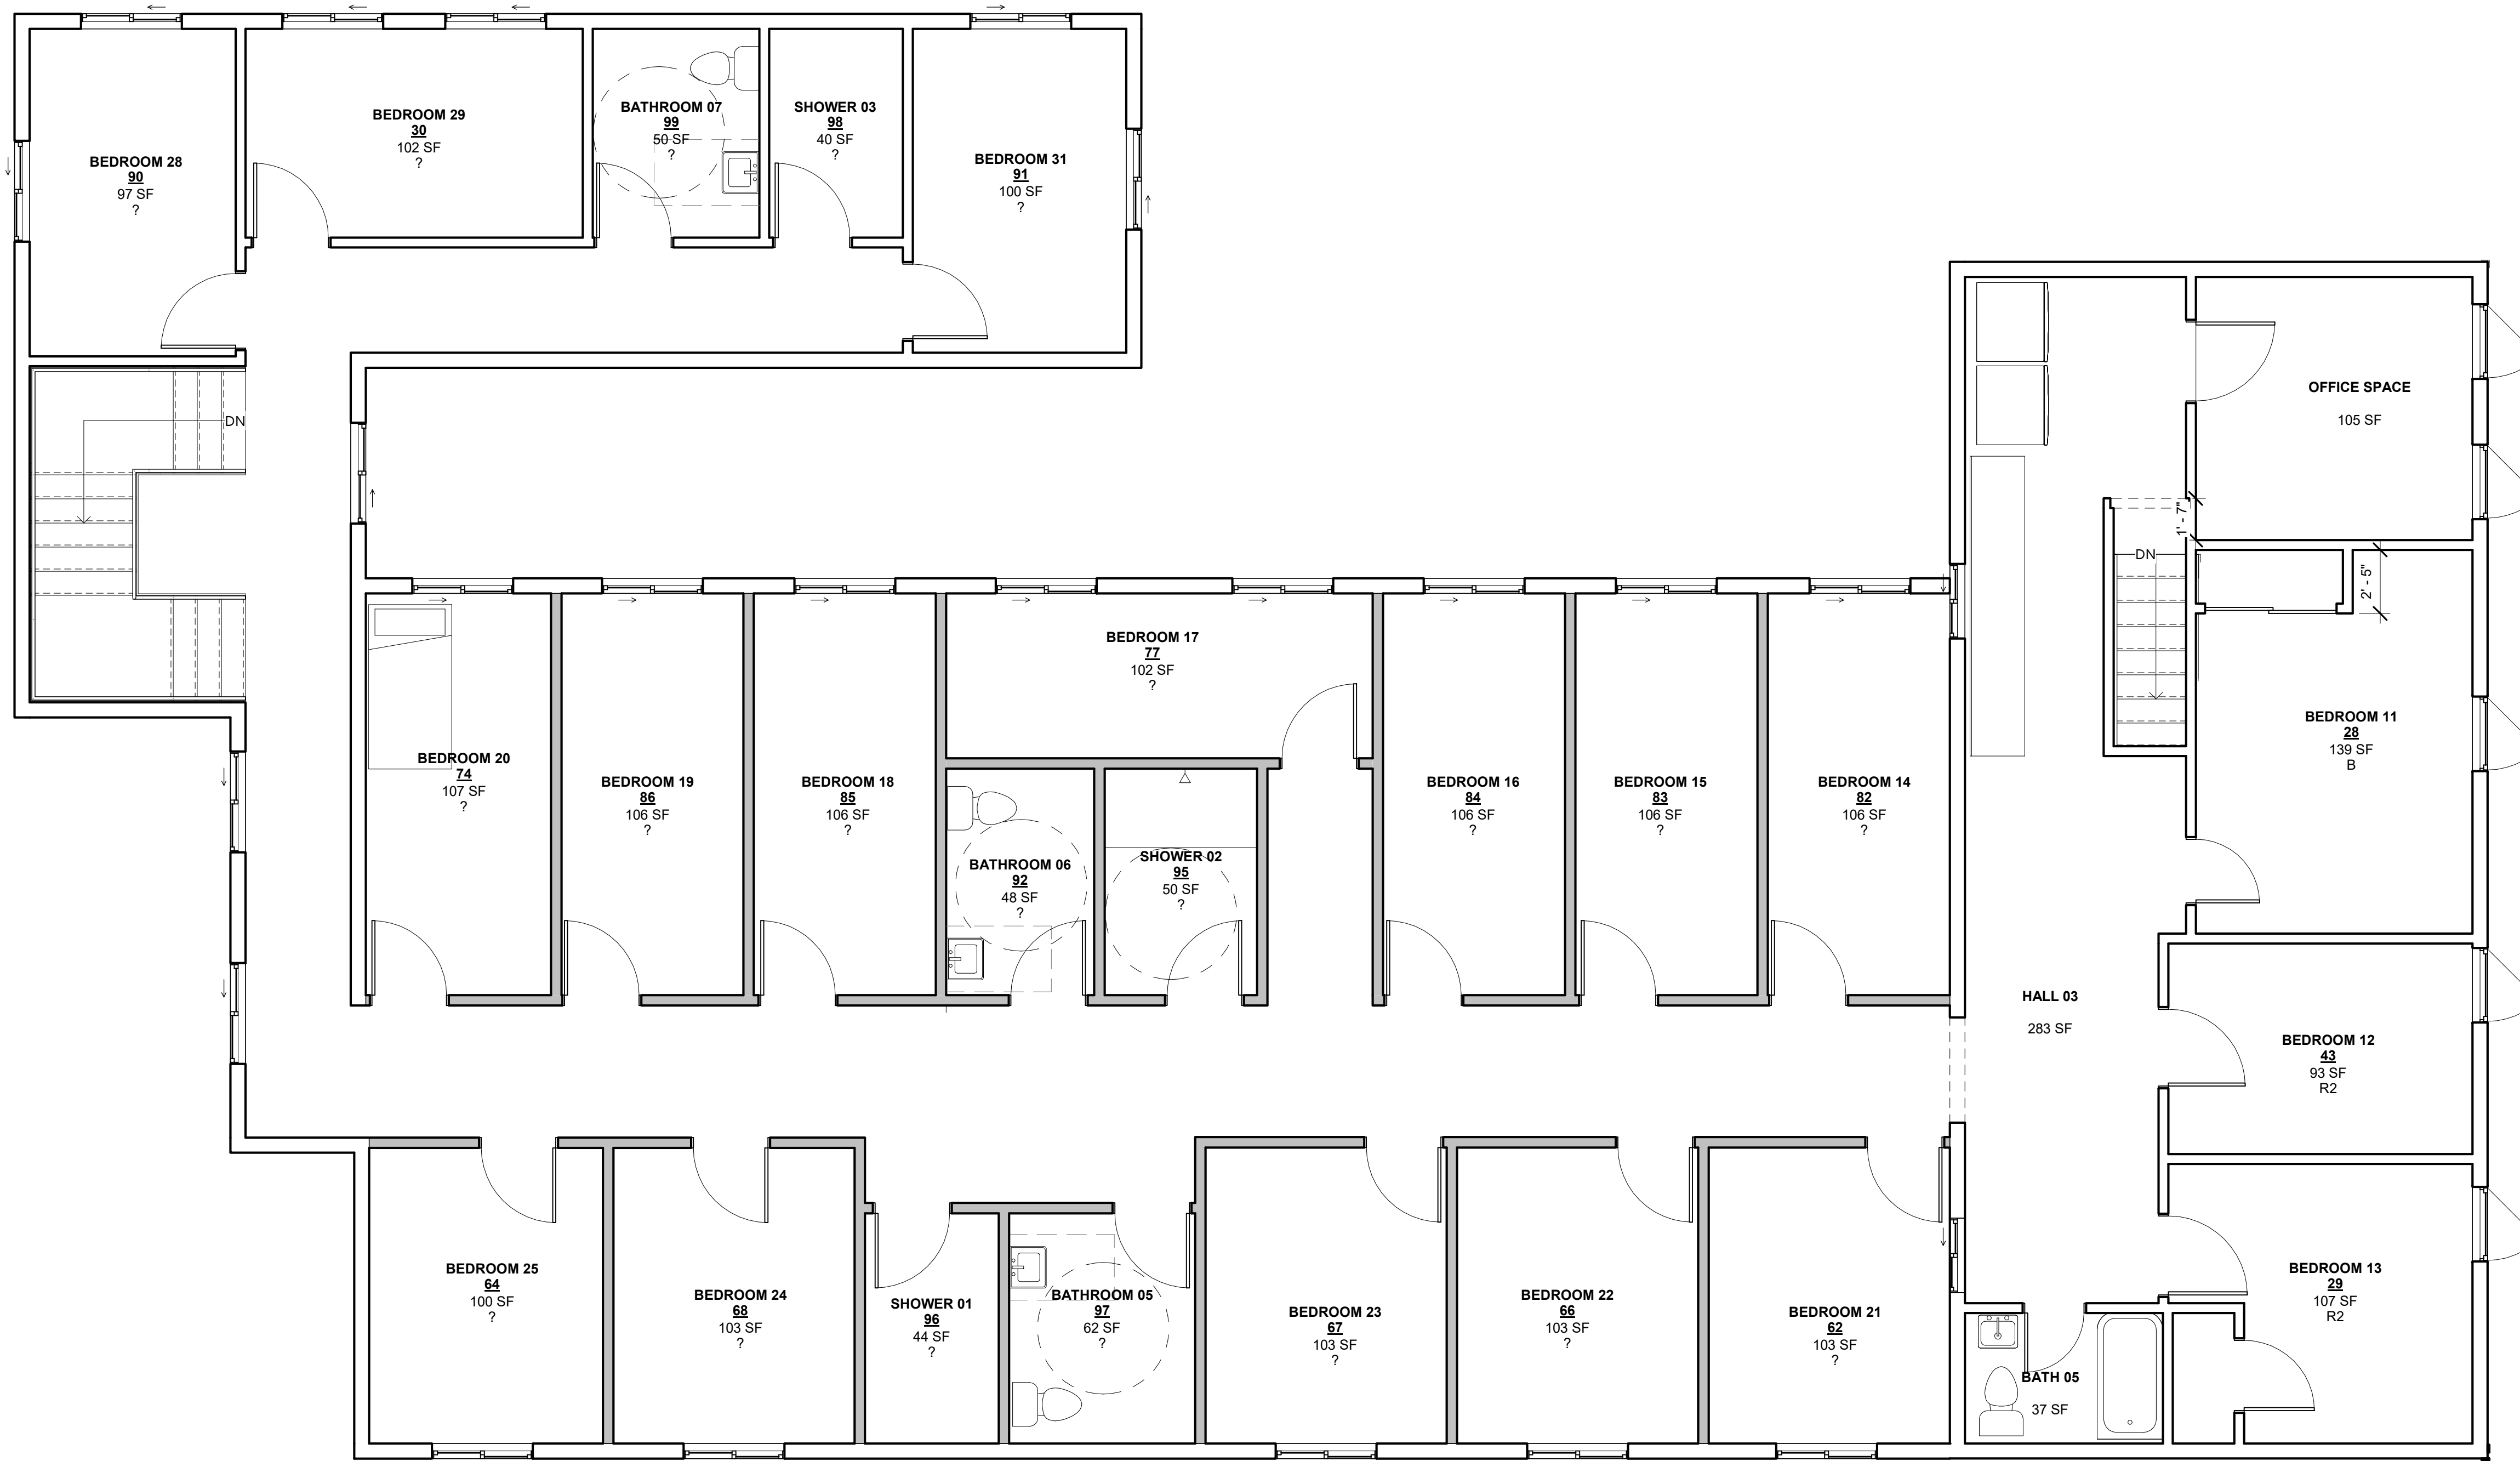 BEDROOM 28
90
97 SF
?
BEDROOM 29
30
102 SF
?
BATHROOM 07
99
50 SF
?
SHOWER 03
98
40 SF
?
BEDROOM 31
91
100 SF
?
DN
OFFICE SPACE
105 SF
1' - 7"
DN
2' - 5"
BEDROOM 11
28
139 SF
B
BEDROOM 20
74
107 SF
?
BEDROOM 19
86
106 SF
?
BEDROOM 18
85
106 SF
?
BEDROOM 17
77
102 SF
?
BATHROOM 06
92
48 SF
?
SHOWER 02
95
50 SF
?
BEDROOM 16
84
106 SF
?
BEDROOM 15
83
106 SF
?
BEDROOM 14
82
106 SF
?
HALL 03
283 SF
BEDROOM 12
43
93 SF
R2
BEDROOM 25
64
100 SF
?
BEDROOM 24
68
103 SF
?
SHOWER 01
96
44 SF
?
BATHROOM 05
97
62 SF
?
BEDROOM 23
67
103 SF
?
BEDROOM 22
66
103 SF
?
BEDROOM 21
62
103 SF
?
BEDROOM 13
29
107 SF
R2
BATH 05
37 SF